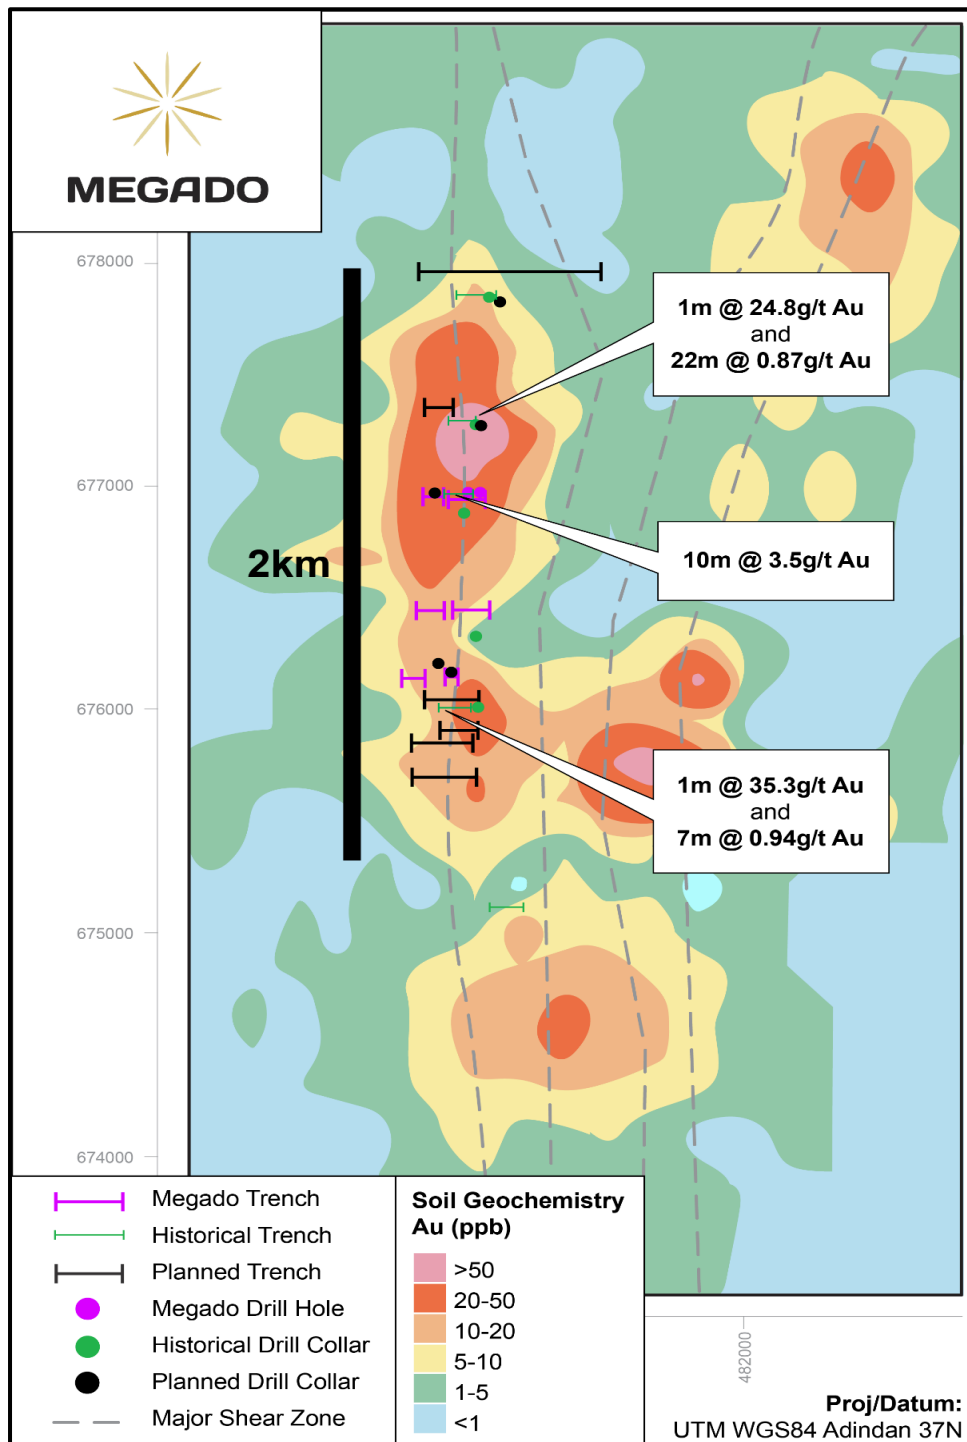 MEGADO
678000
1m @ 24.8g/t Au
and
22m @ 0.87g/t Au
677000
10m @ 3.5g/t Au
2km
676000
1m @ 35.3g/t Au
and
7m @ 0.94g/t Au
675000
674000
Megado Trench
Historical Trench
Planned Trench
Megado Drill Hole
Historical Drill Collar
Planned Drill Collar
Major Shear Zone
Soil Geochemistry
Au (ppb)
>50
20-50
10-20
5-10
1-5
<1
482000
Proj/Datum:
UTM WGS84 Adindan 37N